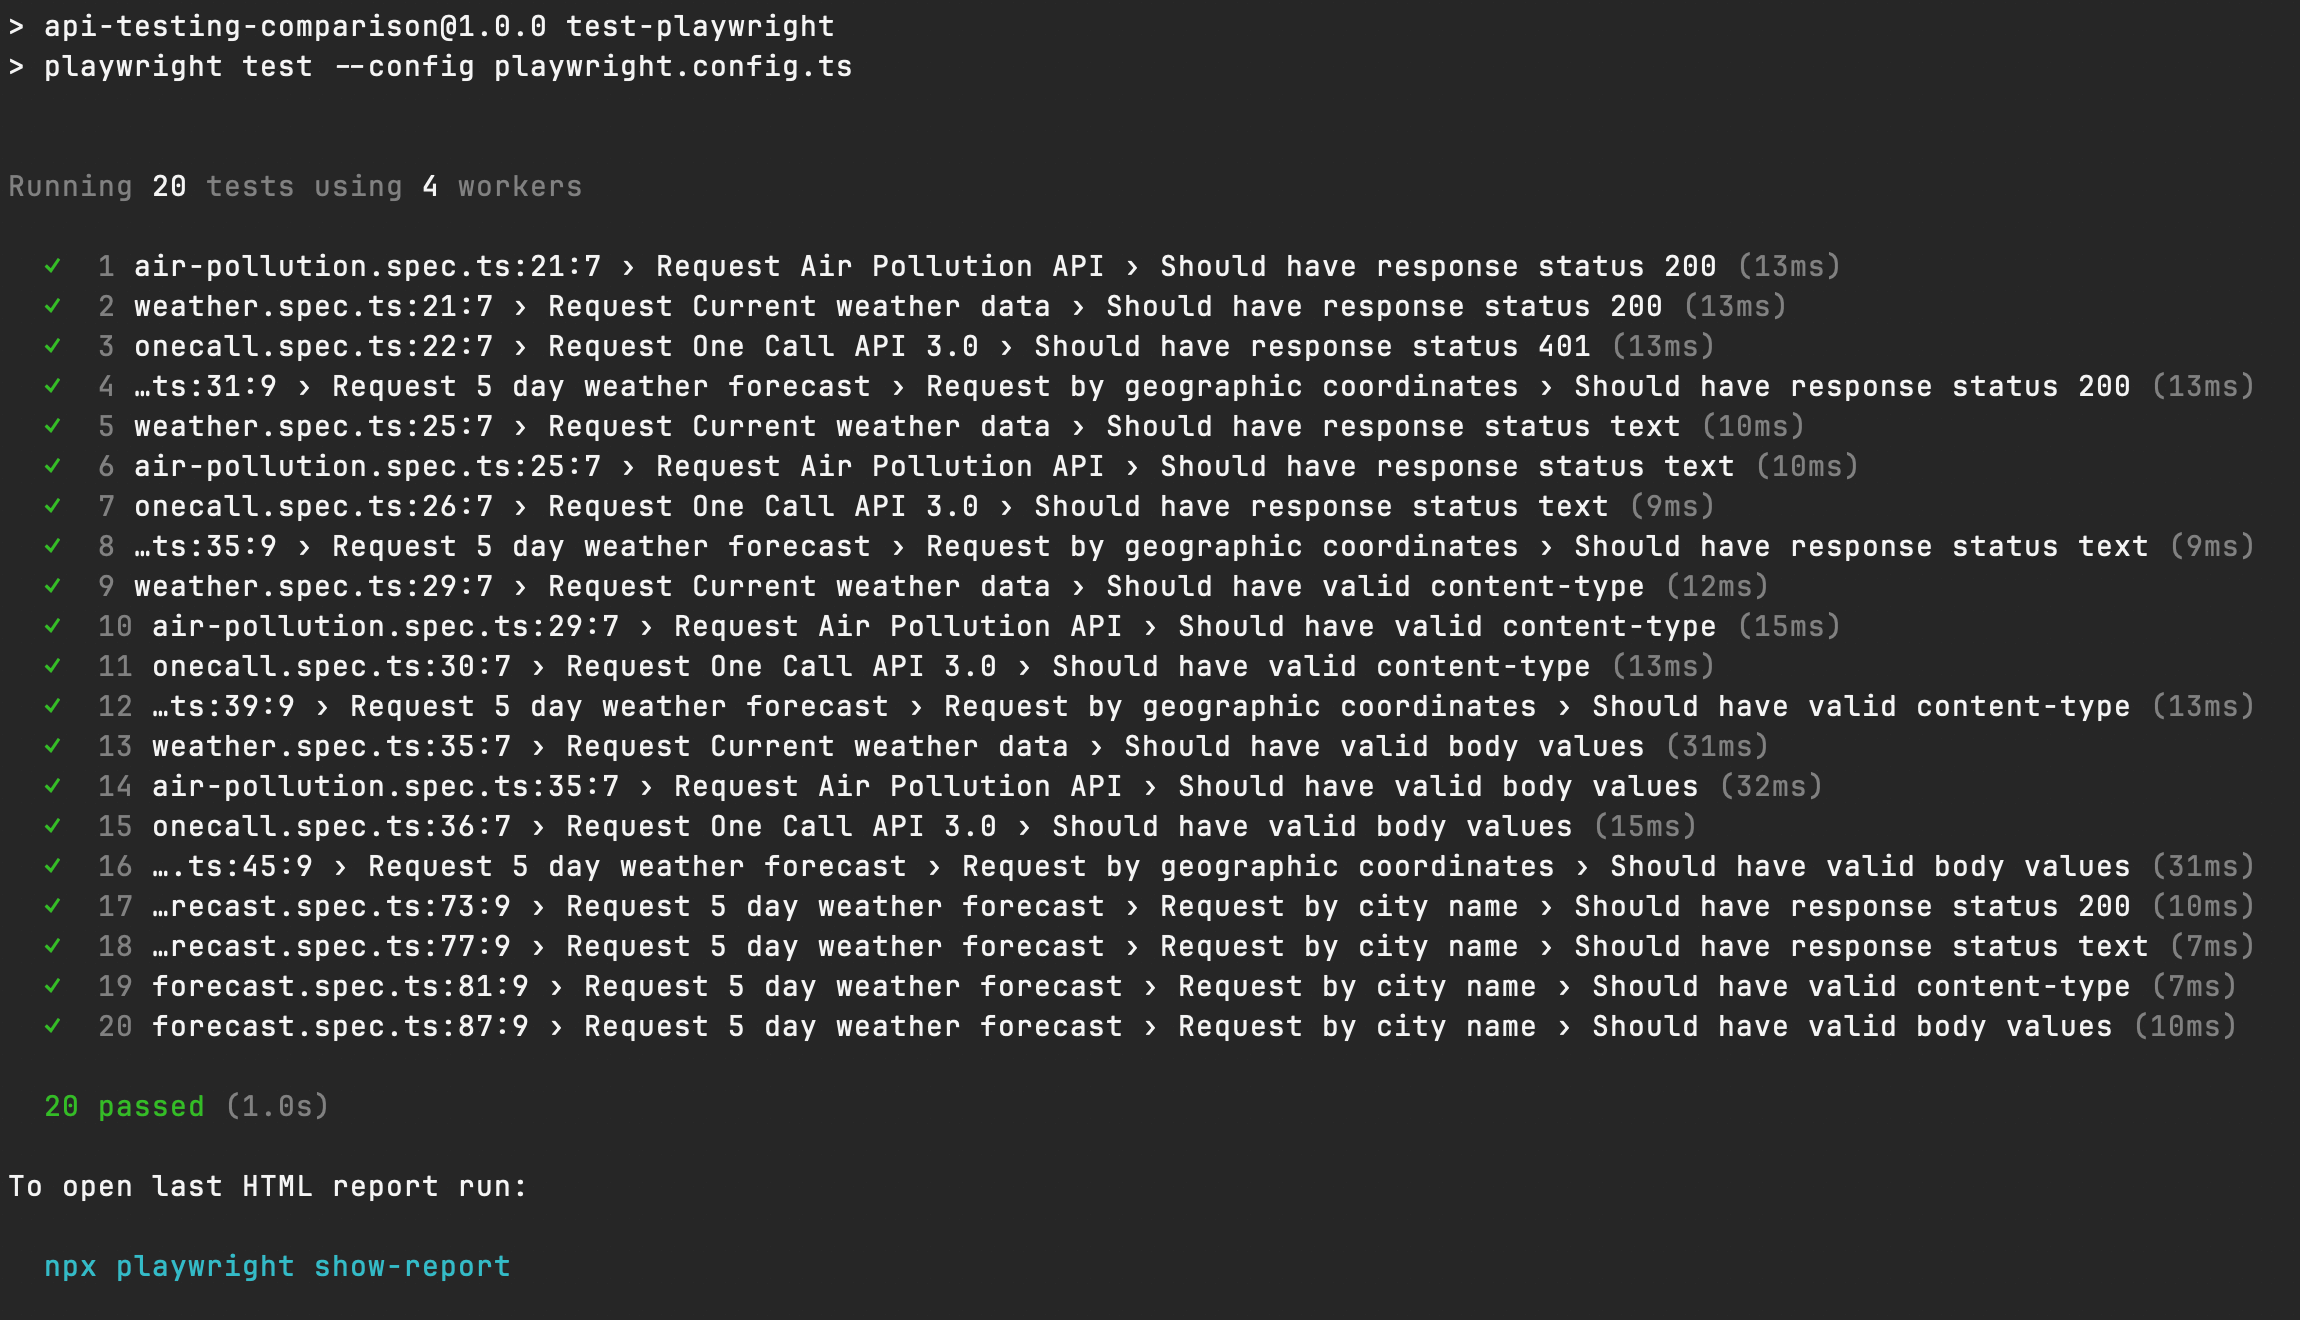 > api-testing-comparison@1.0.0 test-playwright
> playwright test --config playwright.config.ts
Running 20 tests using 4 workers
✓ 1 air-pollution.spec.ts:21:7 › Request Air Pollution API › Should have response status 200 (13ms)
✓ 2 weather.spec.ts:21:7 › Request Current weather data › Should have response status 200 (13ms)
✓ 3 onecall.spec.ts:22:7 › Request One Call API 3.0 › Should have response status 401 (13ms)
✓ 4 …ts:31:9 › Request 5 day weather forecast › Request by geographic coordinates › Should have response status 200 (13ms)
✓ 5 weather.spec.ts:25:7 › Request Current weather data › Should have response status text (10ms)
✓ 6 air-pollution.spec.ts:25:7 › Request Air Pollution API › Should have response status text (10ms)
✓ 7 onecall.spec.ts:26:7 › Request One Call API 3.0 › Should have response status text (9ms)
✓ 8 …ts:35:9 › Request 5 day weather forecast › Request by geographic coordinates › Should have response status text (9ms)
✓ 9 weather.spec.ts:29:7 › Request Current weather data › Should have valid content-type (12ms)
✓ 10 air-pollution.spec.ts:29:7 › Request Air Pollution API › Should have valid content-type (15ms)
✓ 11 onecall.spec.ts:30:7 › Request One Call API 3.0 › Should have valid content-type (13ms)
✓ 12 …ts:39:9 › Request 5 day weather forecast › Request by geographic coordinates › Should have valid content-type (13ms)
✓ 13 weather.spec.ts:35:7 › Request Current weather data › Should have valid body values (31ms)
✓ 14 air-pollution.spec.ts:35:7 › Request Air Pollution API › Should have valid body values (32ms)
✓ 15 onecall.spec.ts:36:7 › Request One Call API 3.0 › Should have valid body values (15ms)
✓ 16 ….ts:45:9 › Request 5 day weather forecast › Request by geographic coordinates › Should have valid body values (31ms)
✓ 17 …recast.spec.ts:73:9 › Request 5 day weather forecast › Request by city name › Should have response status 200 (10ms)
✓ 18 …recast.spec.ts:77:9 › Request 5 day weather forecast › Request by city name › Should have response status text (7ms)
✓ 19 forecast.spec.ts:81:9 › Request 5 day weather forecast › Request by city name › Should have valid content-type (7ms)
✓ 20 forecast.spec.ts:87:9 › Request 5 day weather forecast › Request by city name › Should have valid body values (10ms)
20 passed (1.0s)
To open last HTML report run:
npx playwright show-report